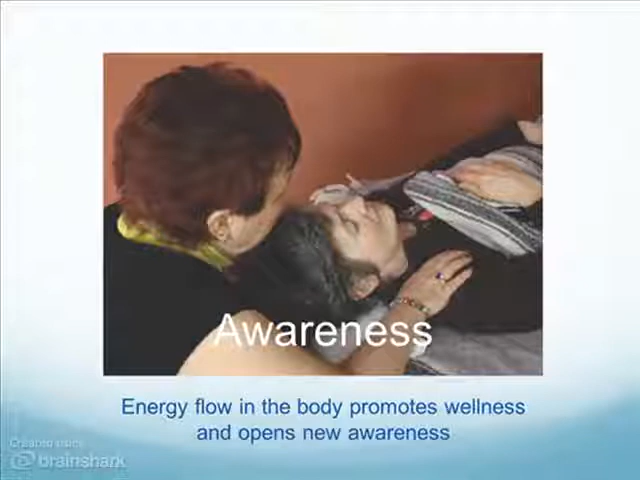 Awareness
Energy flow in the body promotes wellness
and opens new awareness
Created using
brainshark